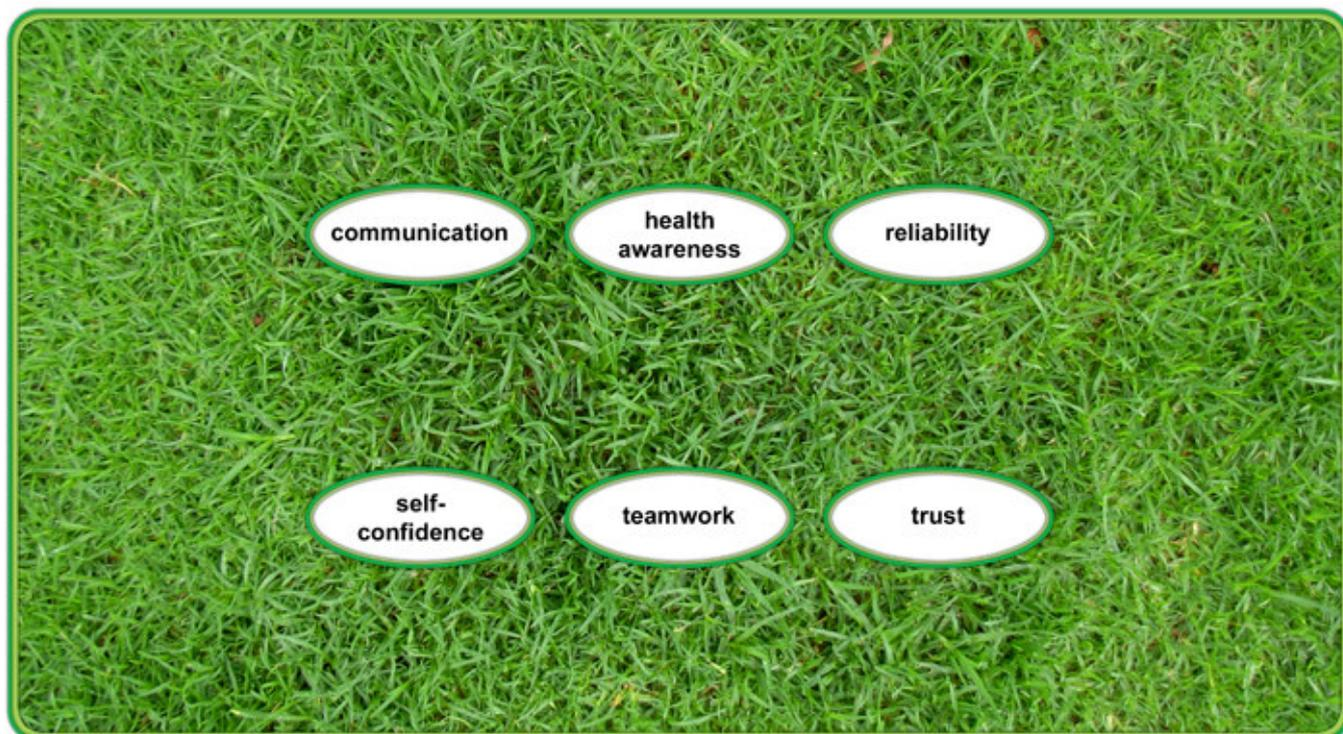 communication
health
awareness
reliability
self-
confidence
teamwork
trust